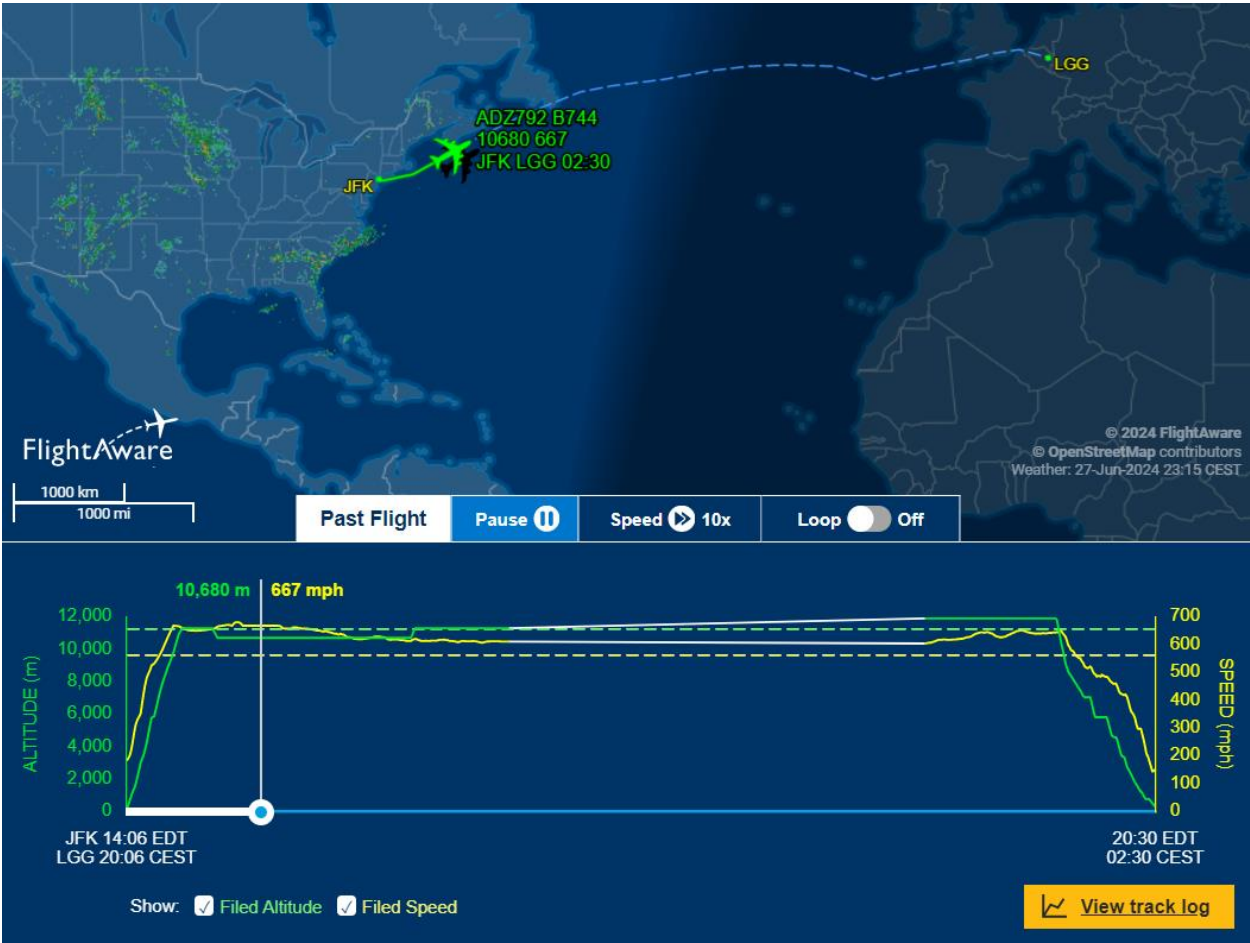 LGG
ADZ792 B744
10680 667
JFK LGG 02:30
JFK
FlightAware
© 2024 FlightAware
© OpenStreetMap contributors
Weather: 27-Jun-2024 23:15 CEST
1000 km
1000 mi
Past Flight
Pause
Speed 10x
Loop Off
10,680 m 667 mph
12,000
10,000
8,000
6,000
4,000
2,000
0
ALTITUDE (m)
700
600
500
400
300
200
100
0
SPEED (mph)
JFK 14:06 EDT
LGG 20:06 CEST
20:30 EDT
02:30 CEST
Show: Filed Altitude Filed Speed
View track log